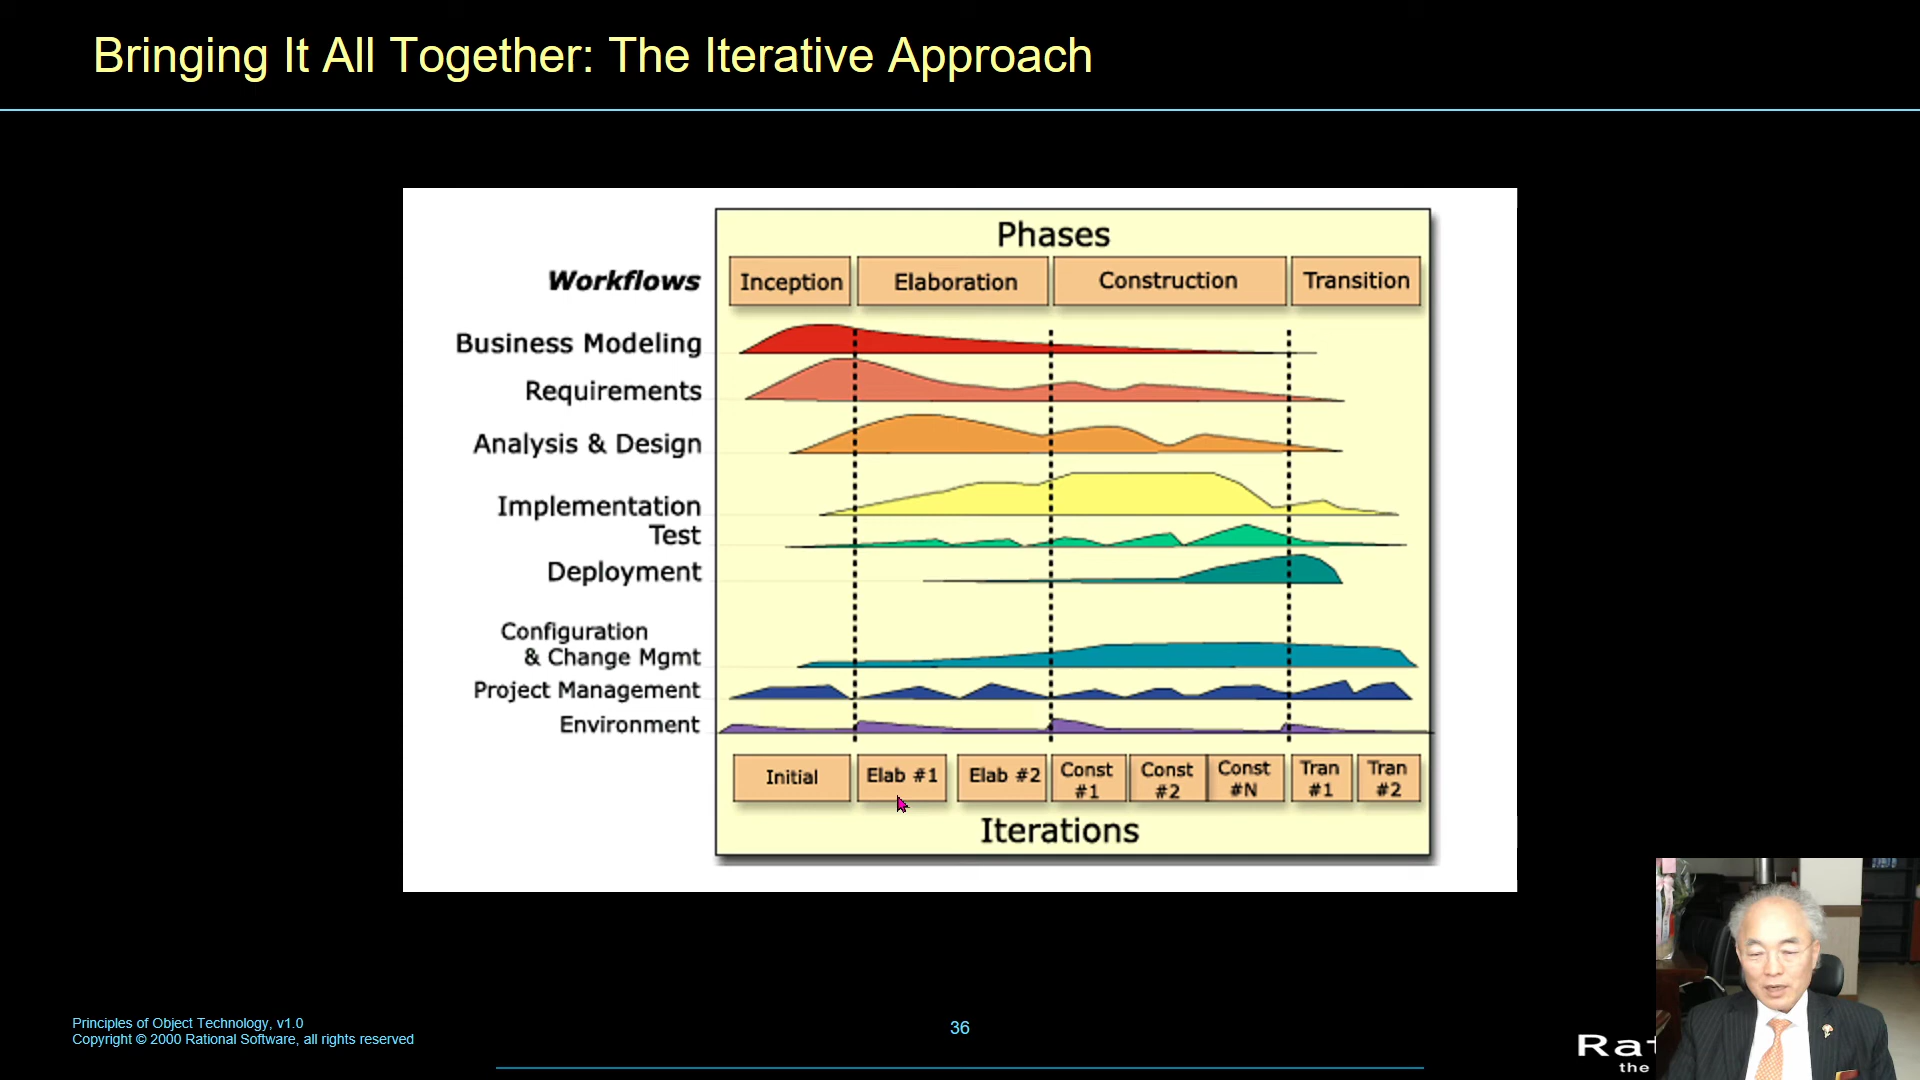 Bringing It All Together: The Iterative Approach
Phases
Workflows
Inception
Elaboration
Construction
Transition
Business Modeling
Requirements
Analysis & Design
Implementation
Test
Deployment
Configuration
& Change Mgmt
Project Management
Environment
Initial
Elab #1
Elab #2
Const
#1
Const
#2
Const
#N
Tran
#1
Tran
#2
Iterations
Principles of Object Technology, v1.0
Copyright © 2000 Rational Software, all rights reserved
36
the